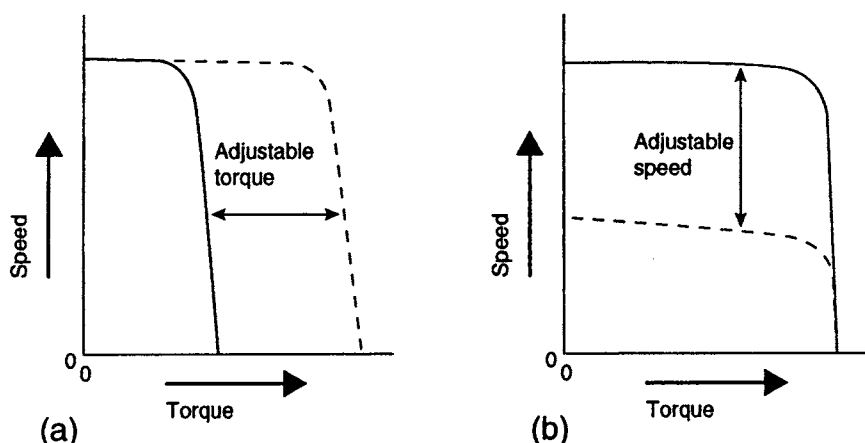 Speed
Adjustable
torque
0
0
Torque
(a)
Speed
Adjustable
speed
0
0
Torque
(b)